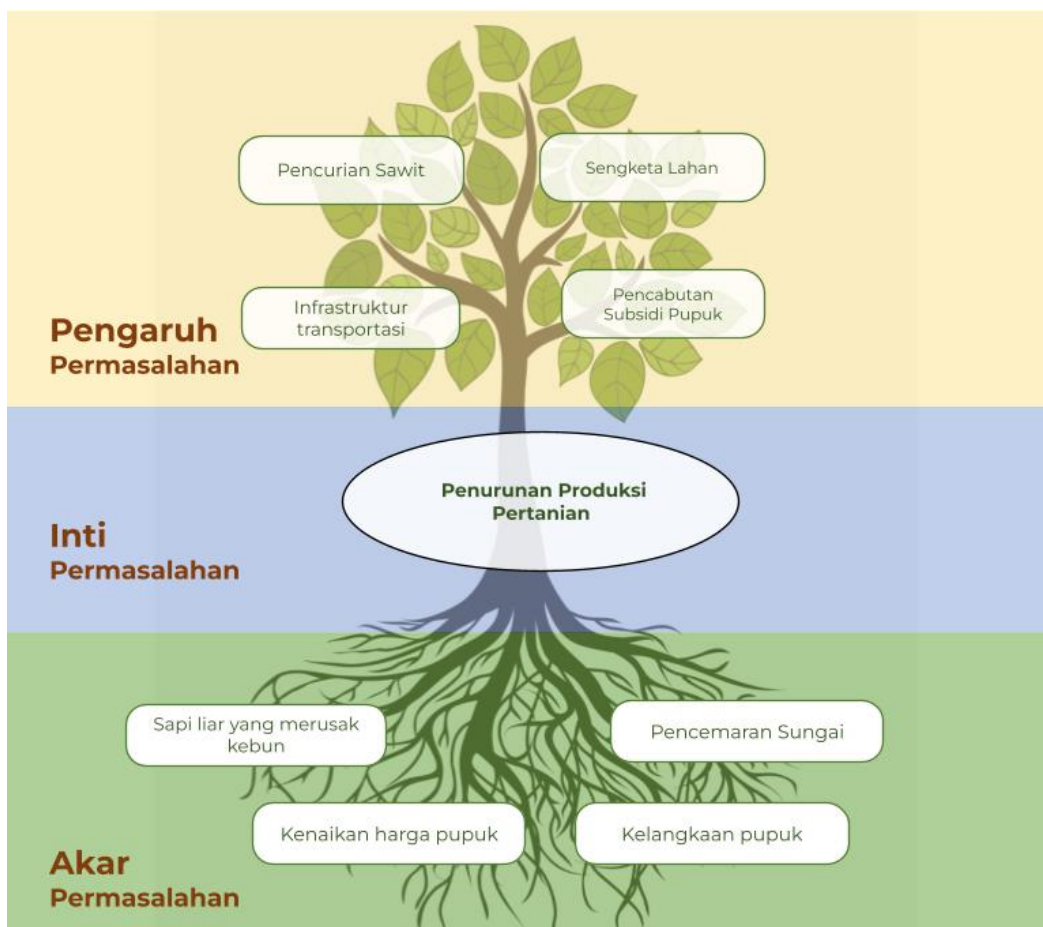 Pencurian Sawit
Sengketa Lahan
Infrastruktur
transportasi
Pencabutan
Subsidi Pupuk
Pengaruh
Permasalahan
Penurunan Produksi
Pertanian
Inti
Permasalahan
Sapi liar yang merusak
kebun
Pencemaran Sungai
Kenaikan harga pupuk
Kelangkaan pupuk
Akar
Permasalahan